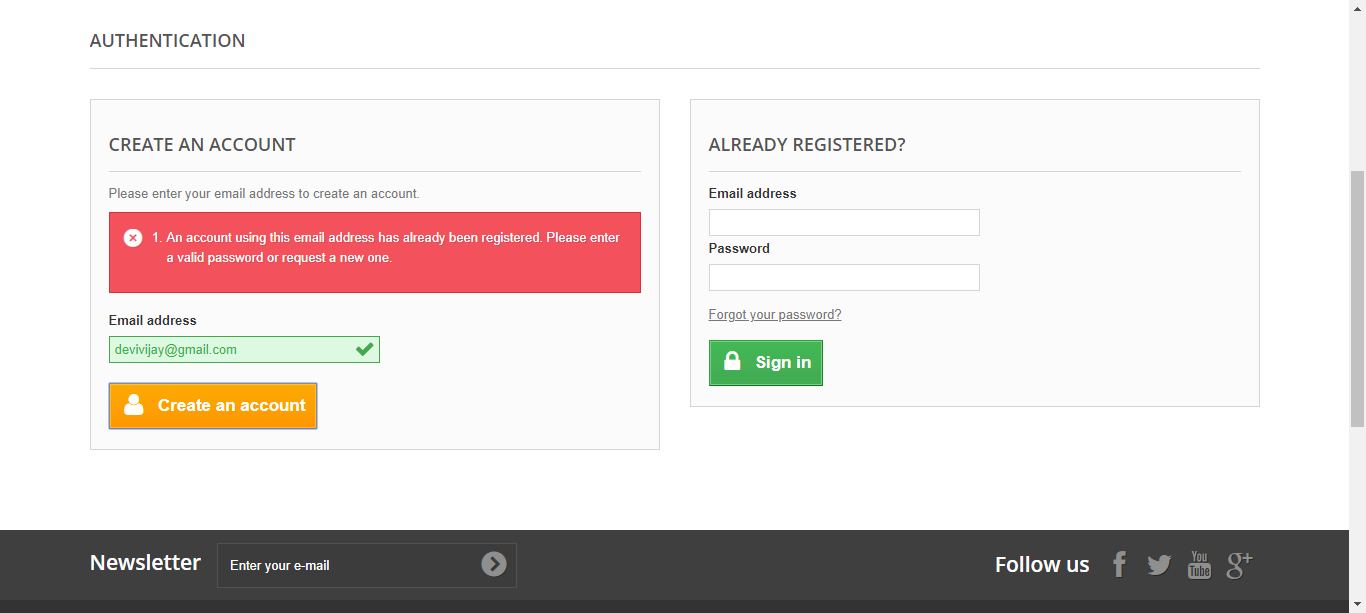 AUTHENTICATION
CREATE AN ACCOUNT
Please enter your email address to create an account.
1. An account using this email address has already been registered. Please enter
a valid password or request a new one.
Email address
devivijay@gmail.com
Create an account
ALREADY REGISTERED?
Email address
Password
Forgot your password?
Sign in
Newsletter
Enter your e-mail
Follow us
f
You
Tube
g+